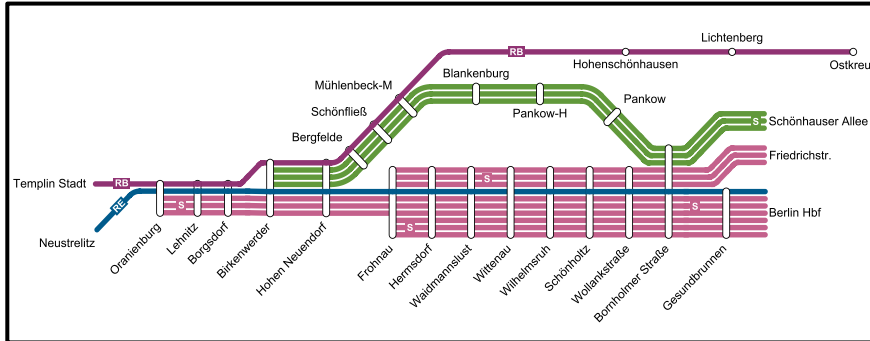 RB
Lichtenberg
Hohenschönhausen
Ostkreu
Mühlenbeck-M
Blankenburg
Schönfließ
Pankow-H
Pankow
Bergfelde
S
Schönhauser Allee
Friedrichstr.
Templin Stadt
RB
S
RE
S
S
Berlin Hbf
Neustrelitz
S
Oranienburg
Lehnitz
Borgsdorf
Birkenwerder
Hohen Neuendorf
Frohnau
Hermsdorf
Waidmannslust
Wittenau
Wilhelmsruh
Schönholtz
Wollankstraße
Bornholmer Straße
Gesundbrunnen